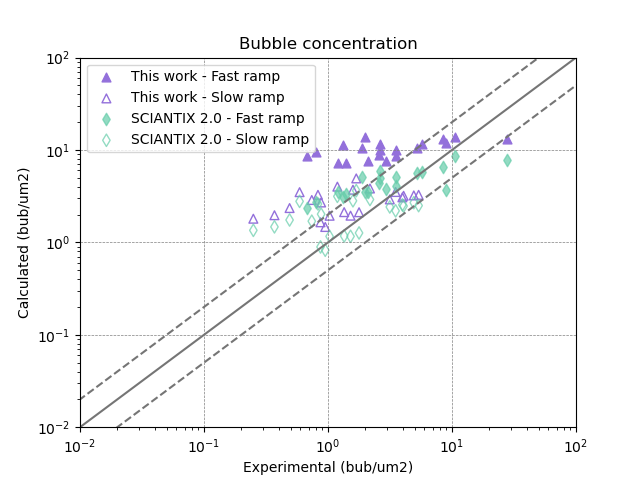 Bubble concentration
This work - Fast ramp
This work - Slow ramp
SCIANTIX 2.0 - Fast ramp
SCIANTIX 2.0 - Slow ramp
Calculated (bub/um2)
10²
10¹
10⁰
10⁻¹
10⁻²
10⁻² 10⁻¹ 10⁰ 10¹ 10²
Experimental (bub/um2)